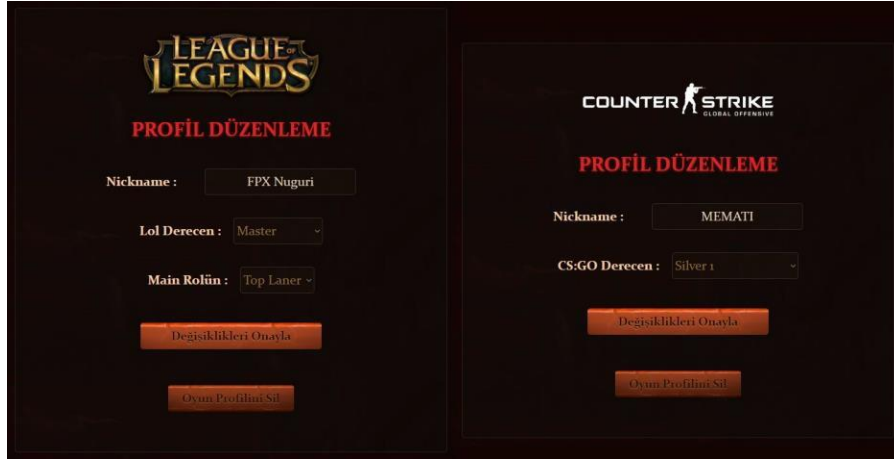 LEAGUE OF
LEGENDS
PROFİL DÜZENLEME
Nickname :
FPX Nuguri
Lol Derecen :
Master
Main Rolün :
Top Laner
Değişiklikleri Onayla
Oyun Profilini Sil
COUNTER STRIKE
GLOBAL OFFENSIVE
PROFİL DÜZENLEME
Nickname :
MEMATI
CS:GO Derecen :
Silver 1
Değişiklikleri Onayla
Oyun Profilini Sil